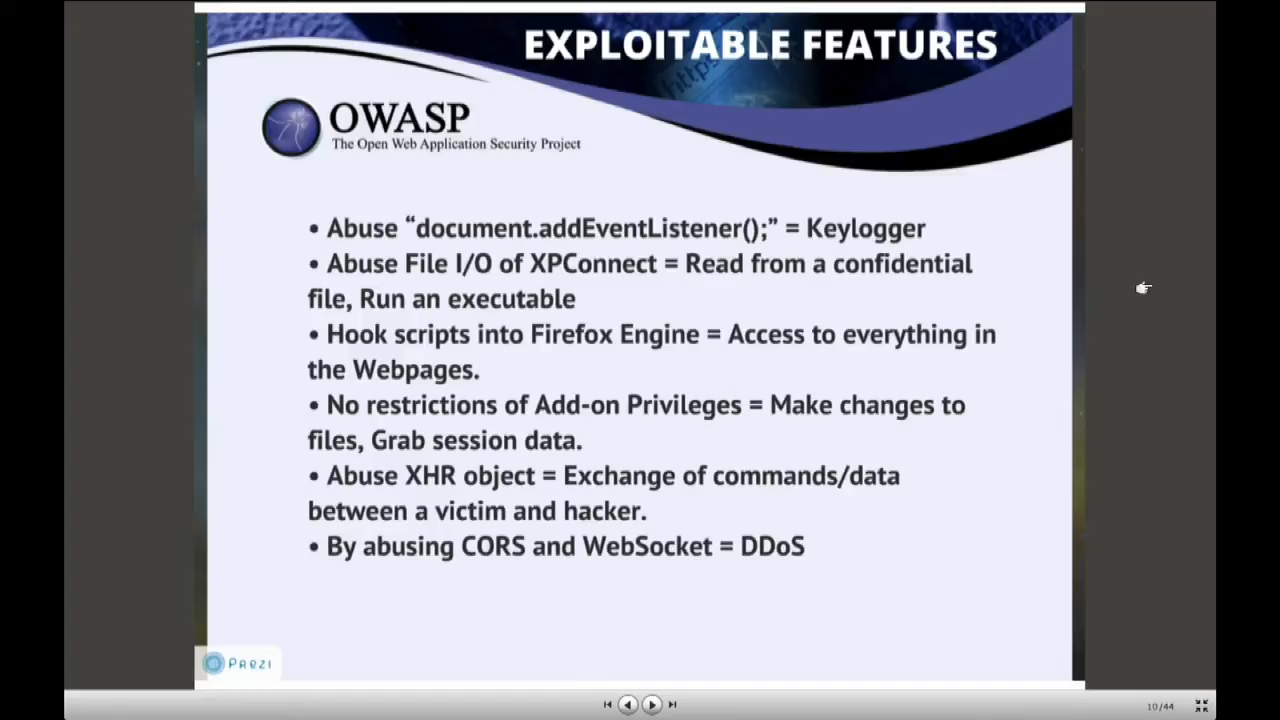 EXPLOITABLE FEATURES
https
OWASP
The Open Web Application Security Project
• Abuse “document.addEventListener();” = Keylogger
• Abuse File I/O of XPConnect = Read from a confidential
file, Run an executable
• Hook scripts into Firefox Engine = Access to everything in
the Webpages.
• No restrictions of Add-on Privileges = Make changes to
files, Grab session data.
• Abuse XHR object = Exchange of commands/data
between a victim and hacker.
• By abusing CORS and WebSocket = DDoS
Prezi
10/44